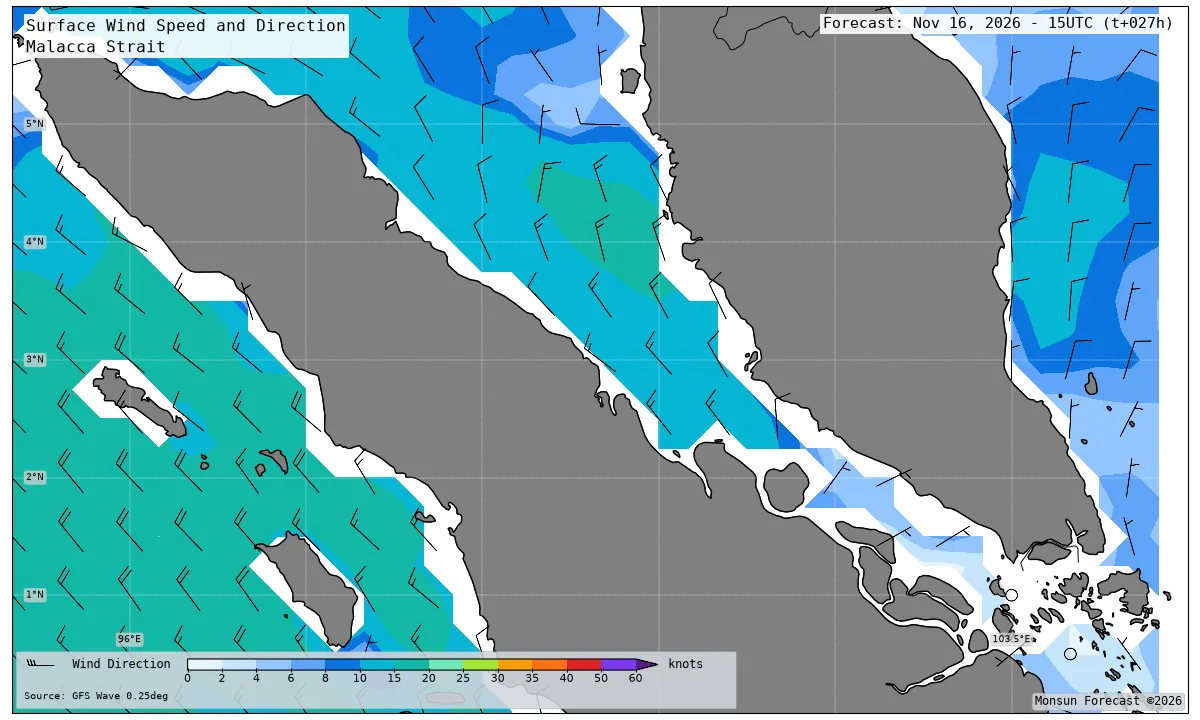 Surface Wind Speed and Direction
Malacca Strait
Forecast: Nov 16, 2026 - 15UTC (t+027h)
5°N
4°N
3°N
2°N
1°N
96°E
103.5°E
Wind Direction
knots
0 2 4 6 8 10 15 20 25 30 35 40 50 60
Source: GFS Wave 0.25deg
Monsun Forecast ©2026